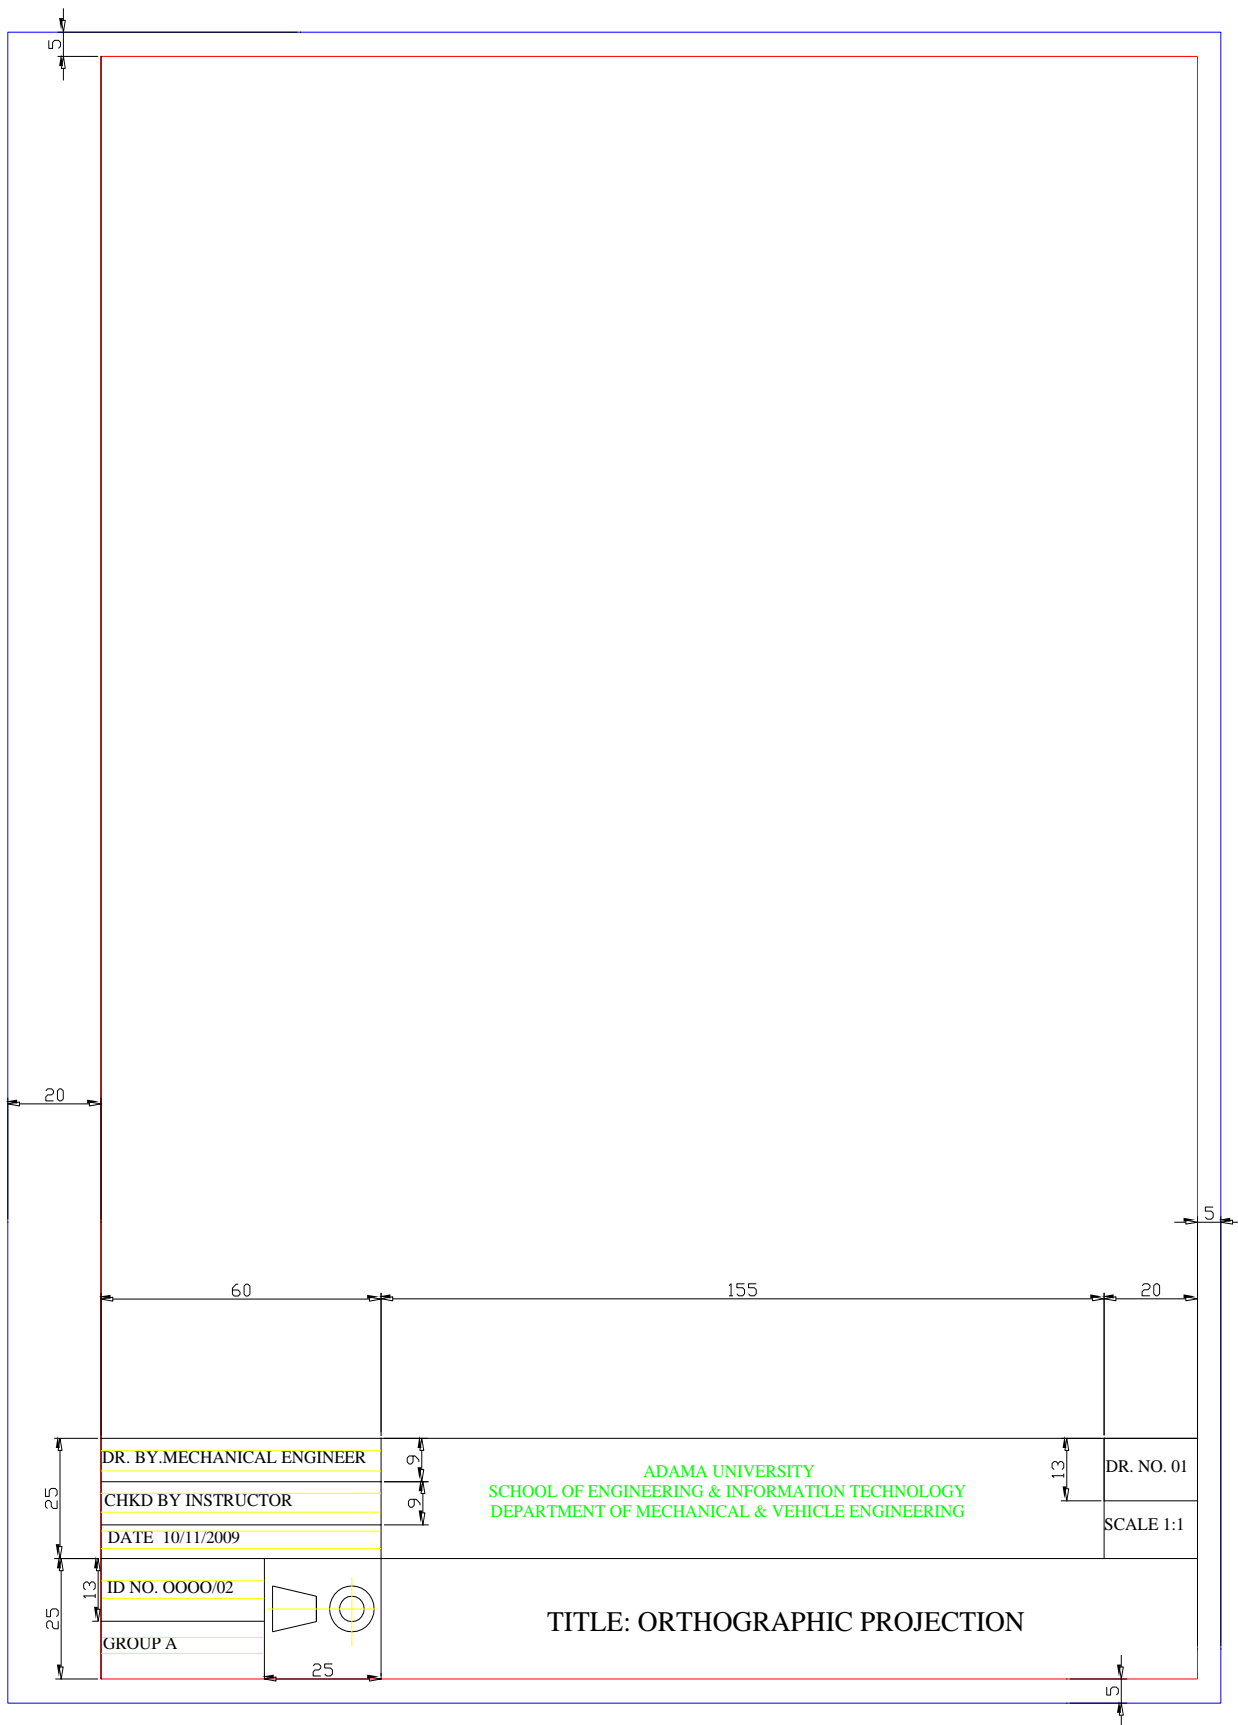 5
20
5
60
155
20
DR. BY.MECHANICAL ENGINEER
9
ADAMA UNIVERSITY
13
DR. NO. 01
25
CHKD BY INSTRUCTOR
9
SCHOOL OF ENGINEERING & INFORMATION TECHNOLOGY
DEPARTMENT OF MECHANICAL & VEHICLE ENGINEERING
SCALE 1:1
DATE 10/11/2009
13
ID NO. OOOO/02
25
TITLE: ORTHOGRAPHIC PROJECTION
GROUP A
25
5